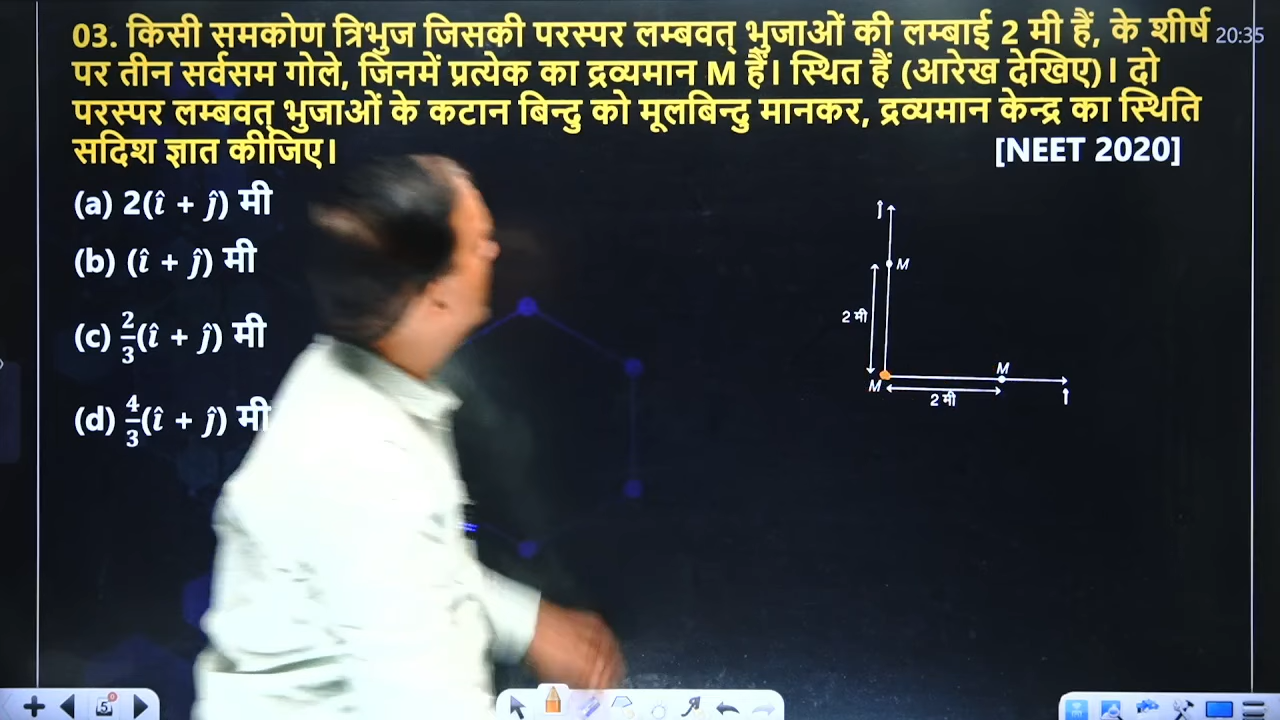 03. किसी समकोण त्रिभुज जिसकी परस्पर लम्बवत् भुजाओं की लम्बाई 2 मी हैं, के शीर्ष
20:35
पर तीन सर्वसम गोले, जिनमें प्रत्येक का द्रव्यमान M हैं। स्थित हैं (आरेख देखिए)। दो
परस्पर लम्बवत् भुजाओं के कटान बिन्दु को मूलबिन्दु मानकर, द्रव्यमान केन्द्र का स्थिति
सदिश ज्ञात कीजिए।
[NEET 2020]
(a) 2(î + ĵ) मी
(b) (î + ĵ) मी
(c) 2/3(î + ĵ) मी
(d) 4/3(î + ĵ) मी
ĵ
M
2 मी
M
M
2 मी
î
5